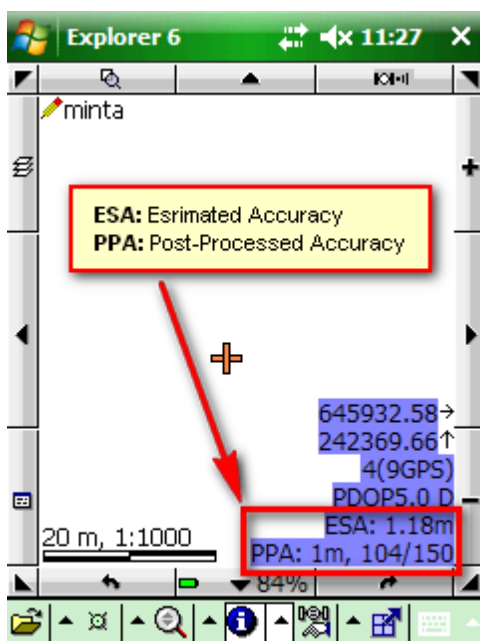 Explorer 6 11:27
minta
ESA: Esrimated Accuracy
PPA: Post-Processed Accuracy
645932.58→
242369.66↑
4(9GPS)
PDOP5.0 D
ESA: 1.18m
20 m, 1:1000
PPA: 1m, 104/150
84%